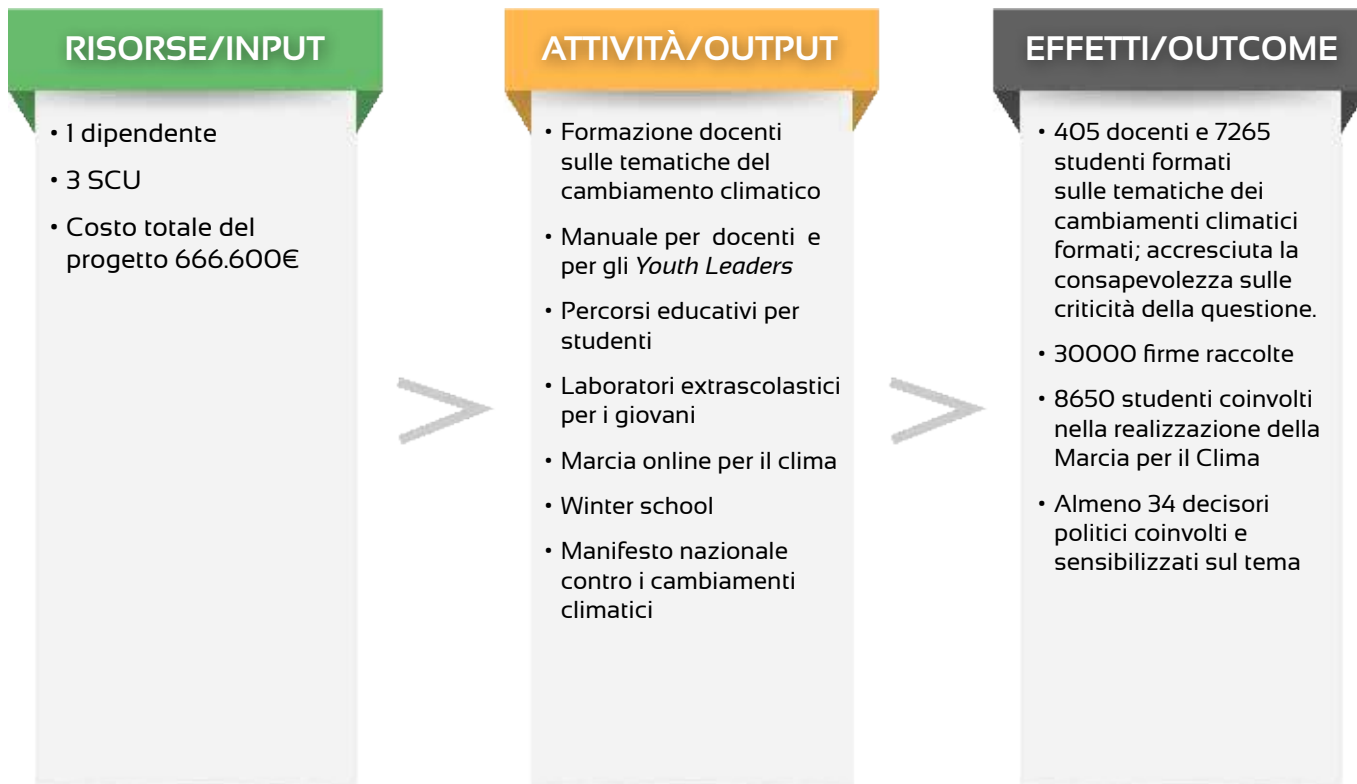 RISORSE/INPUT
• 1 dipendente
• 3 SCU
• Costo totale del
progetto 666.600€
>
ATTIVITÀ/OUTPUT
• Formazione docenti
sulle tematiche del
cambiamento climatico
• Manuale per docenti e
per gli Youth Leaders
• Percorsi educativi per
studenti
• Laboratori extrascolastici
per i giovani
• Marcia online per il clima
• Winter school
• Manifesto nazionale
contro i cambiamenti
climatici
>
EFFETTI/OUTCOME
• 405 docenti e 7265
studenti formati
sulle tematiche dei
cambiamenti climatici
formati; accresciuta la
consapevolezza sulle
criticità della questione.
• 30000 firme raccolte
• 8650 studenti coinvolti
nella realizzazione della
Marcia per il Clima
• Almeno 34 decisori
politici coinvolti e
sensibilizzati sul tema